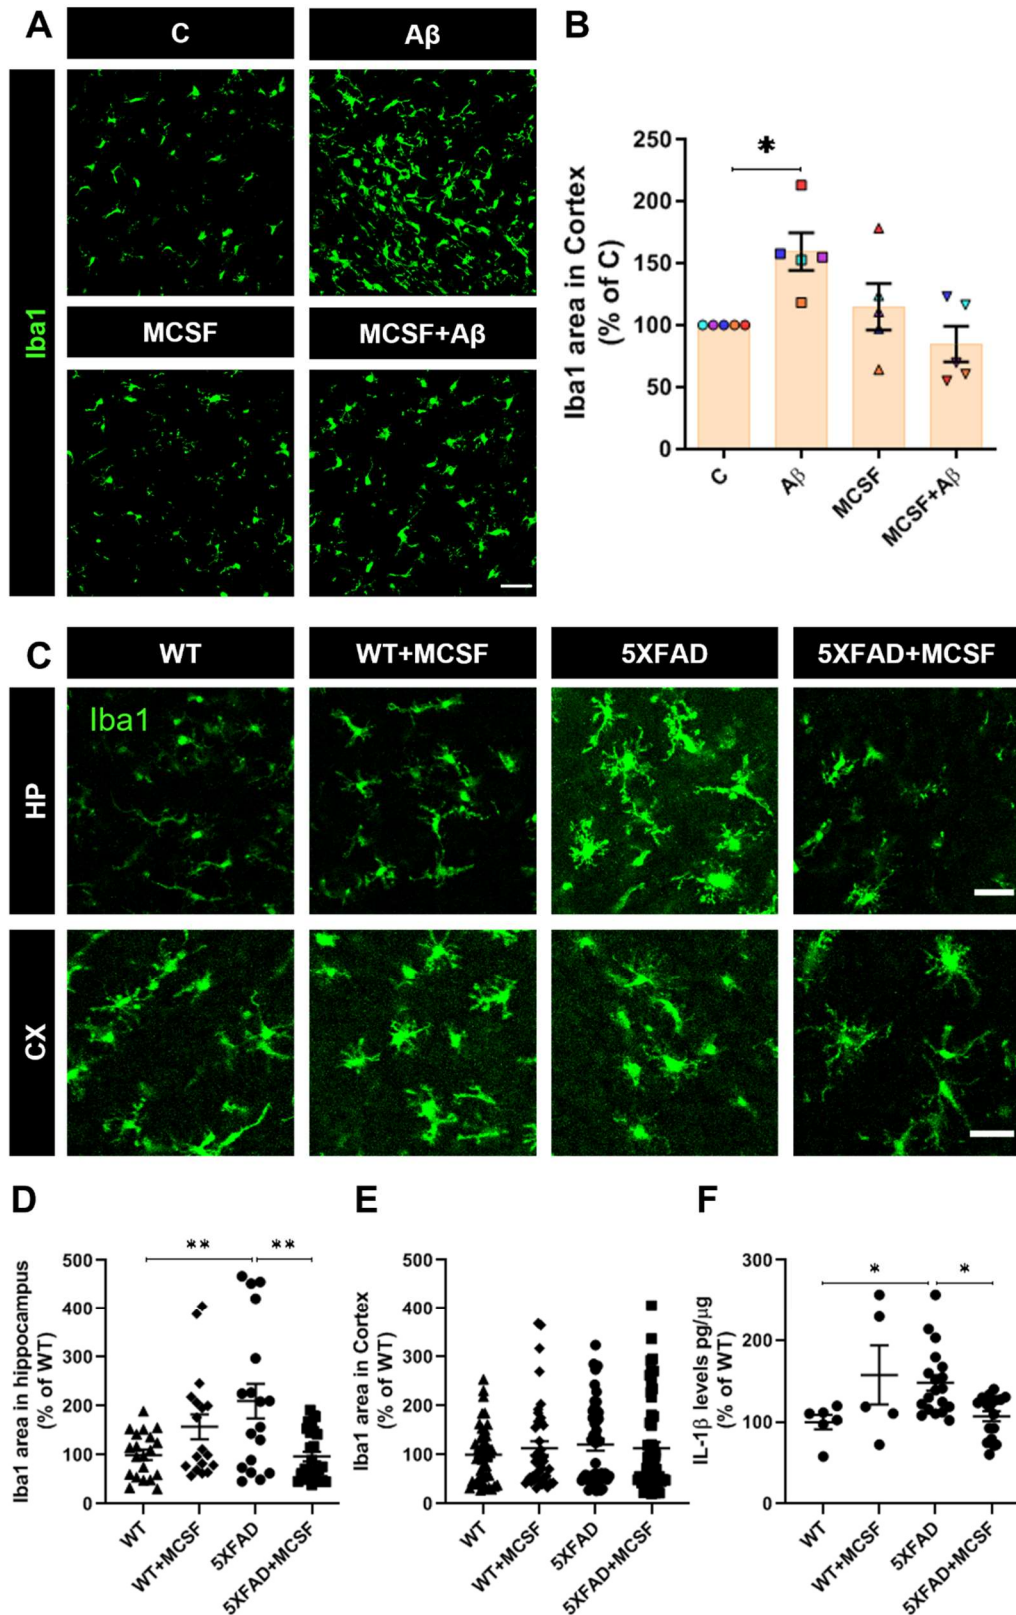 A
C
Aβ
Iba1
MCSF
MCSF+Aβ
B
Iba1 area in Cortex
(% of C)
250
200
150
100
50
0
*
C
Aβ
MCSF
MCSF+Aβ
C
WT
WT+MCSF
5XFAD
5XFAD+MCSF
HP
Iba1
CX
D
Iba1 area in hippocampus
(% of WT)
500
400
300
200
100
0
**
**
WT
WT+MCSF
5XFAD
5XFAD+MCSF
E
Iba1 area in Cortex
(% of WT)
500
400
300
200
100
0
WT
WT+MCSF
5XFAD
5XFAD+MCSF
F
IL-1β levels pg/μg
(% of WT)
300
200
100
0
*
*
WT
WT+MCSF
5XFAD
5XFAD+MCSF